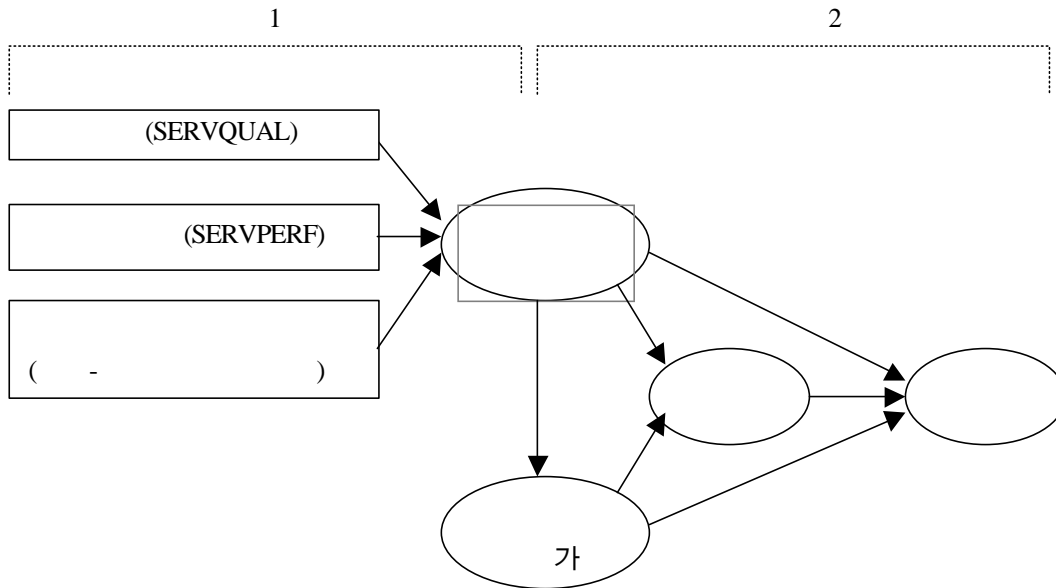 1 2
(SERVQUAL)
(SERVPERF)
( - )
가